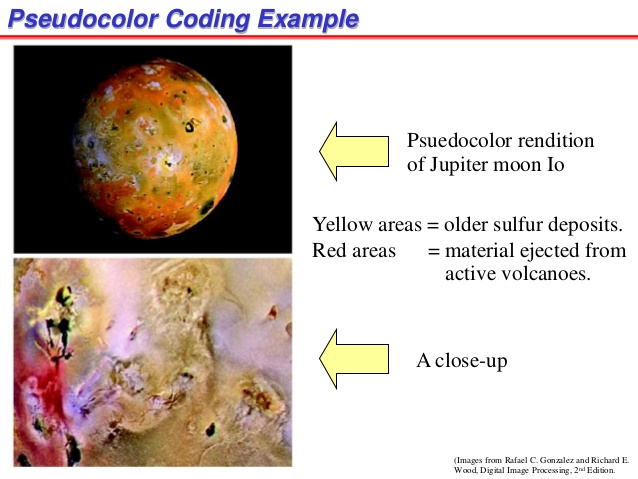 Pseudocolor Coding Example
Psuedocolor rendition
of Jupiter moon Io
Yellow areas = older sulfur deposits.
Red areas = material ejected from
active volcanoes.
A close-up
(Images from Rafael C. Gonzalez and Richard E.
Wood, Digital Image Processing, 2nd Edition.